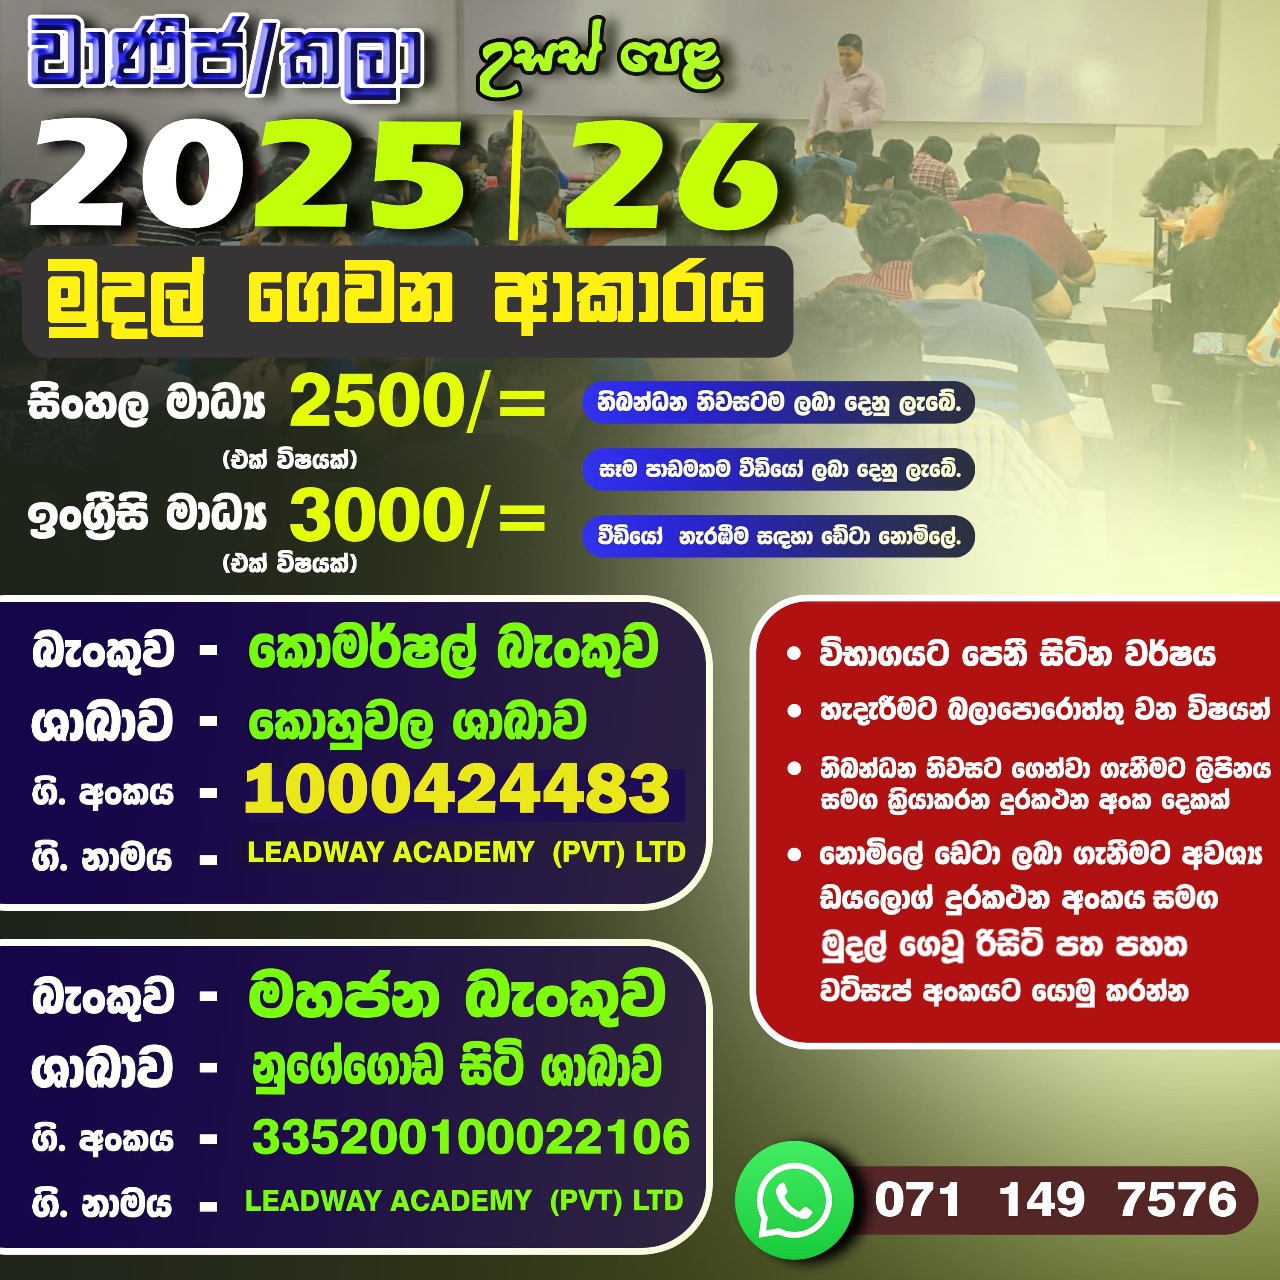 වාණිජ/කලා උසස් පෙළ
2025|26
මුදල් ගෙවන ආකාරය
සිංහල මාධ්‍ය 2500/=
(එක් විෂයක්)
ඉංග්‍රීසි මාධ්‍ය 3000/=
(එක් විෂයක්)
නිබන්ධන නිවසටම ලබා දෙනු ලැබේ.
සෑම පාඩමකම වීඩියෝ ලබා දෙනු ලැබේ.
වීඩියෝ නැරඹීම සඳහා ඩේටා නොමිලේ.
බැංකුව - කොමර්ෂල් බැංකුව
ශාඛාව - කොහුවල ශාඛාව
ගි. අංකය - 1000424483
ගි. නාමය - LEADWAY ACADEMY (PVT) LTD
බැංකුව - මහජන බැංකුව
ශාඛාව - නුගේගොඩ සිටි ශාඛාව
ගි. අංකය - 335200100022106
ගි. නාමය - LEADWAY ACADEMY (PVT) LTD
• විභාගයට පෙනී සිටින වර්ෂය
• හැදෑරීමට බලාපොරොත්තු වන විෂයන්
• නිබන්ධන නිවසට ගෙන්වා ගැනීමට ලිපිනය
සමග ක්‍රියාකරන දුරකථන අංක දෙකක්
• නොමිලේ ඩේටා ලබා ගැනීමට අවශ්‍ය
ඩයලොග් දුරකථන අංකය සමග
මුදල් ගෙවූ රිසිට් පත පහත
වට්සැප් අංකයට යොමු කරන්න
071 149 7576